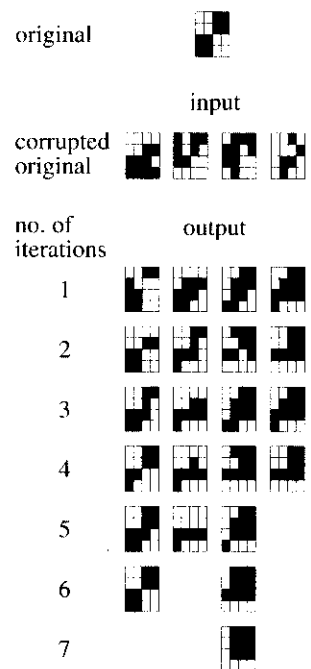 original
input
corrupted
original
no. of
iterations
output
1
2
3
4
5
6
7